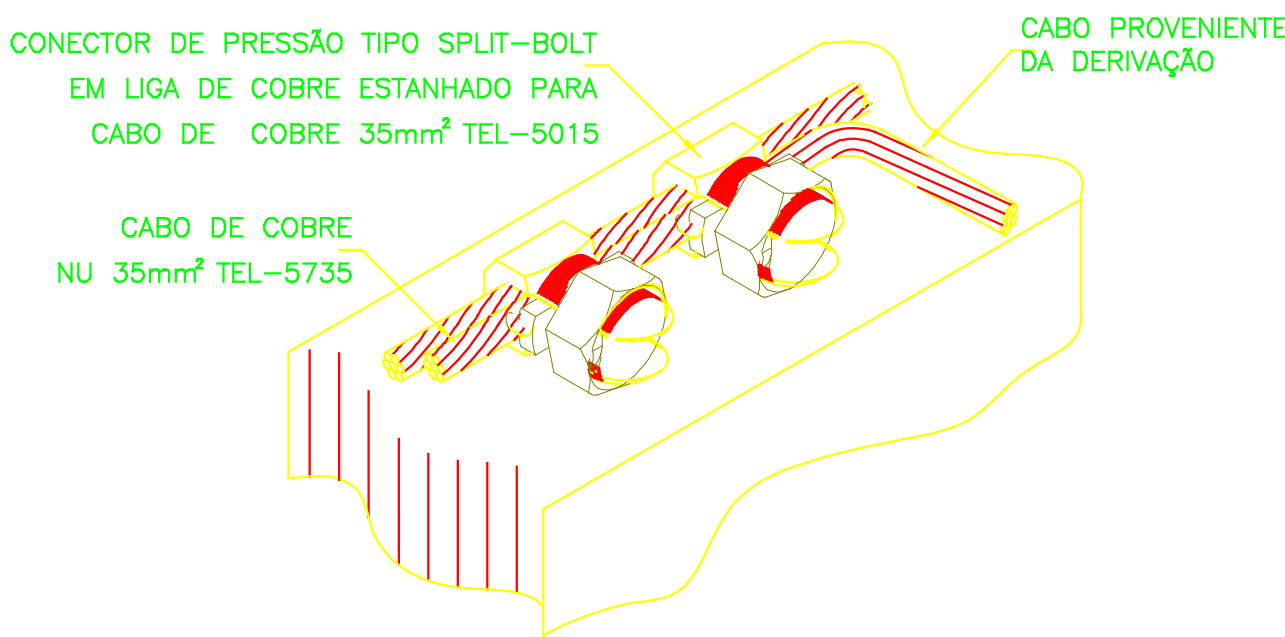 CONECTOR DE PRESSÃO TIPO SPLIT-BOLT
EM LIGA DE COBRE ESTANHADO PARA
CABO DE COBRE 35mm² TEL-5015
CABO PROVENIENTE
DA DERIVAÇÃO
CABO DE COBRE
NU 35mm² TEL-5735